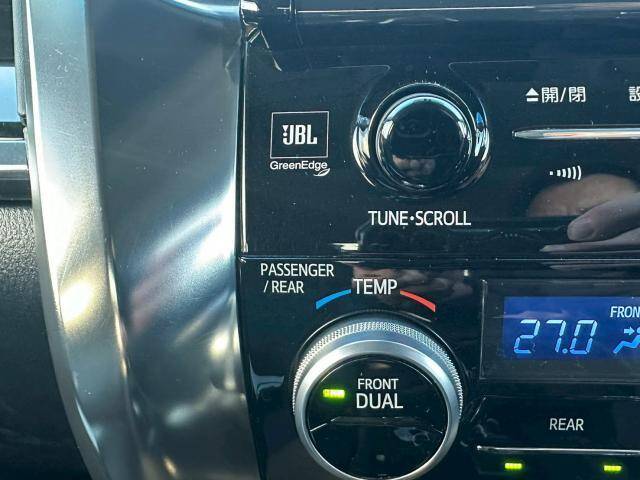 ▲開/閉
JBL
GreenEdge
TUNE•SCROLL
PASSENGER
/ REAR
TEMP
27.0
FRONT
DUAL
REAR